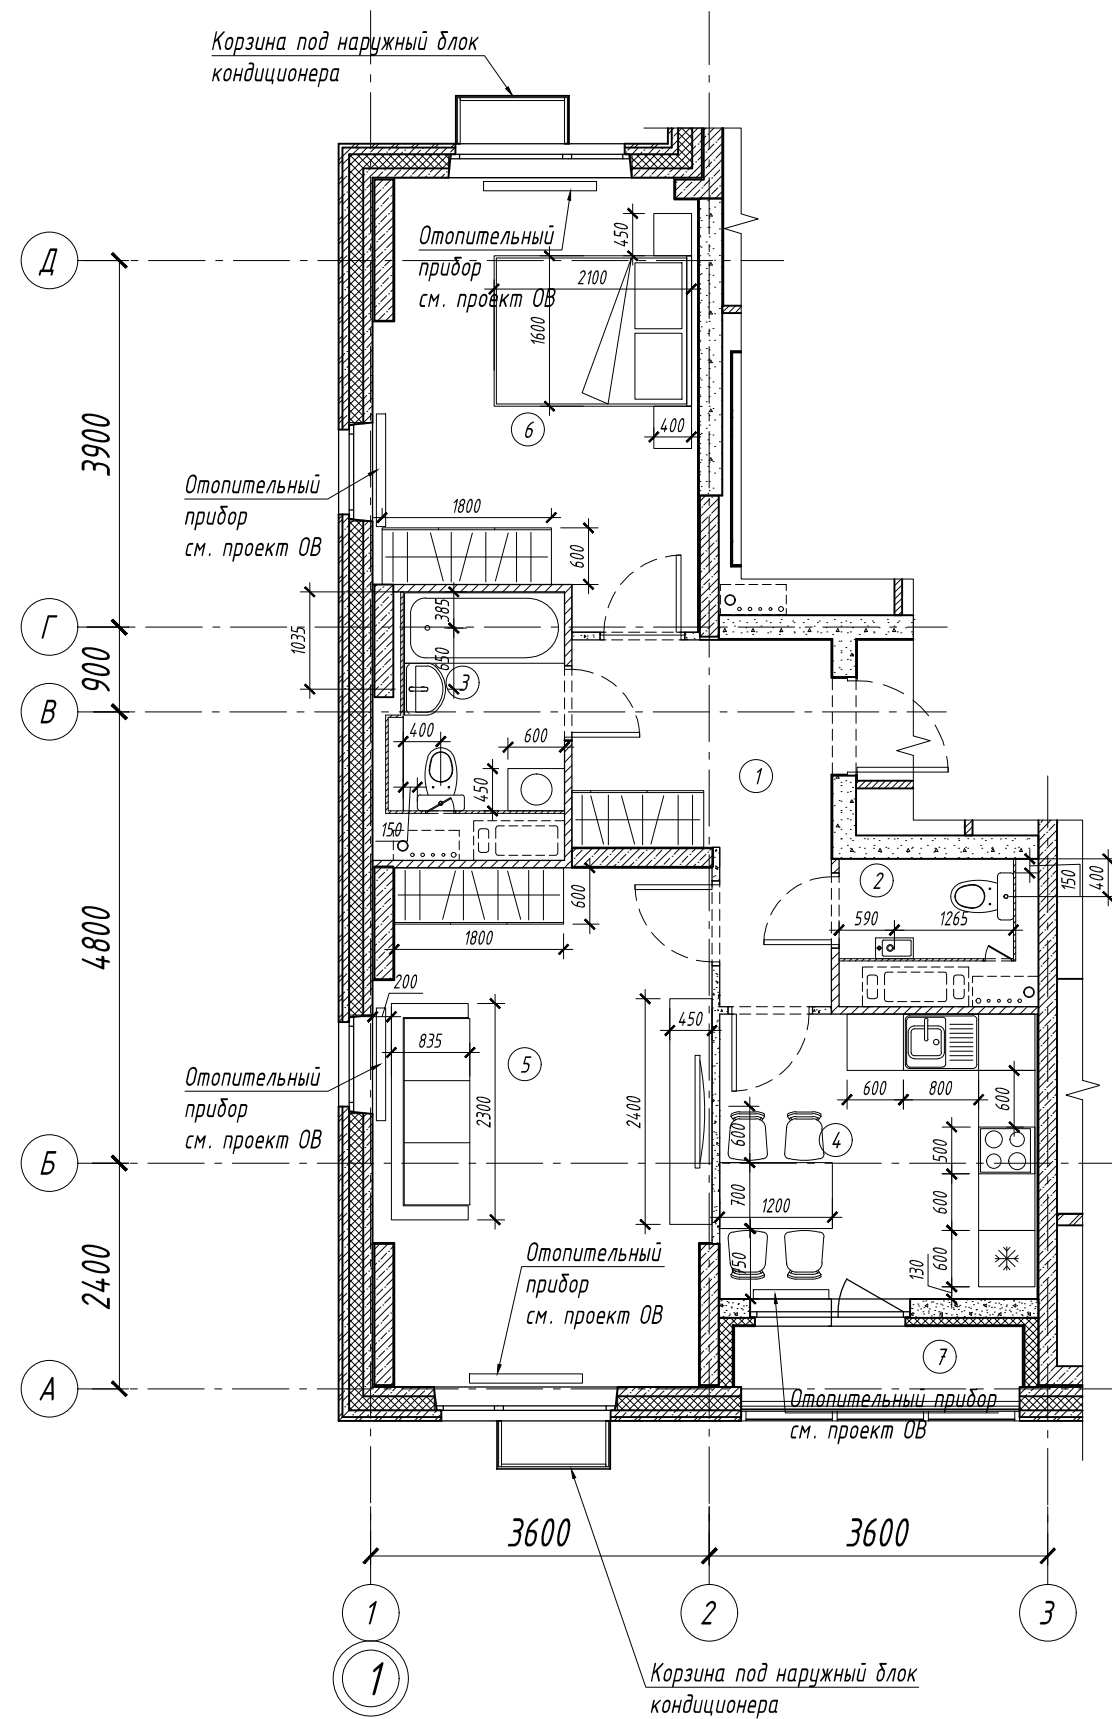 Корзина под наружный блок
кондиционера
Отопительный
прибор
см. проект ОВ
450
2100
1600
Д
3900
6
400
Отопительный
прибор
см. проект ОВ
1800
600
385
1035
Г
650
900
3
В
400
600
1
450
150
2
150
400
600
590
1265
4800
1800
200
450
835
5
600
800
600
Отопительный
прибор
см. проект ОВ
2300
2400
600
4
500
Б
700
1200
600
Отопительный
прибор
см. проект ОВ
750
130
600
2400
7
А
Отопительный прибор
см. проект ОВ
3600
3600
1
2
3
1
Корзина под наружный блок
кондиционера